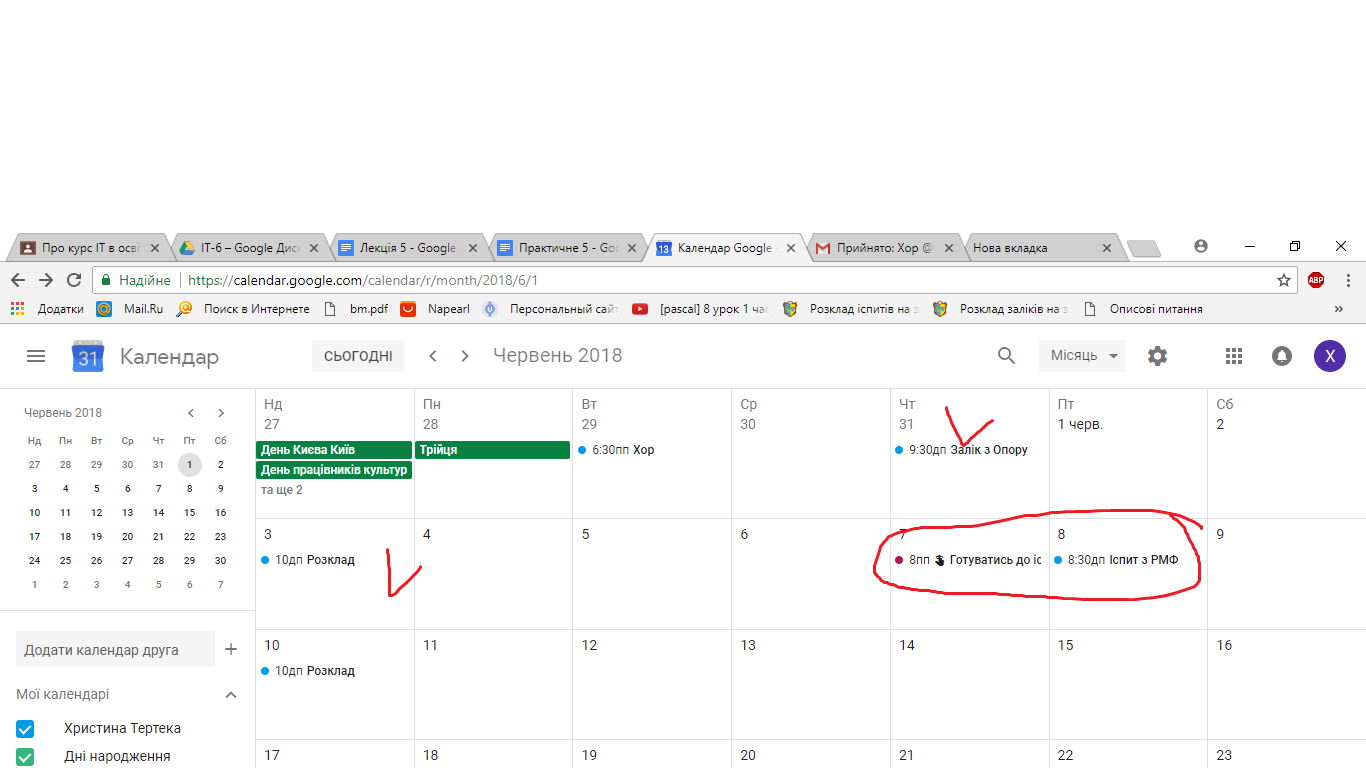 Про курс ІТ в осві
ІТ-6 – Google Дис
Лекція 5 - Google
Практичне 5 - Goo
Календар Google -
Прийнято: Хор @
Нова вкладка
Надійне https://calendar.google.com/calendar/r/month/2018/6/1
ABP
Додатки Mail.Ru Поиск в Интернете bm.pdf Napearl Персональный сайт [pascal] 8 урок 1 час Розклад іспитів на з Розклад заліків на з Описові питання »
31 Календар СЬОГОДНІ Червень 2018 Місяць X
Червень 2018
Нд Пн Вт Ср Чт Пт Сб
27 28 29 30 31 1 2
3 4 5 6 7 8 9
10 11 12 13 14 15 16
17 18 19 20 21 22 23
24 25 26 27 28 29 30
1 2 3 4 5 6 7
Додати календар друга +
Мої календарі
Христина Тертека
Дні народження
Нд Пн Вт Ср Чт Пт Сб
27 28 29 30 31 1 черв. 2
День Києва Київ Трійця 6:30пп Хор 9:30дп Залік з Опору
День працівників культур
та ще 2
3 4 5 6 7 8 9
10дп Розклад 8пп Готуватись до іс 8:30дп Іспит з РМФ
10 11 12 13 14 15 16
10дп Розклад
17 18 19 20 21 22 23